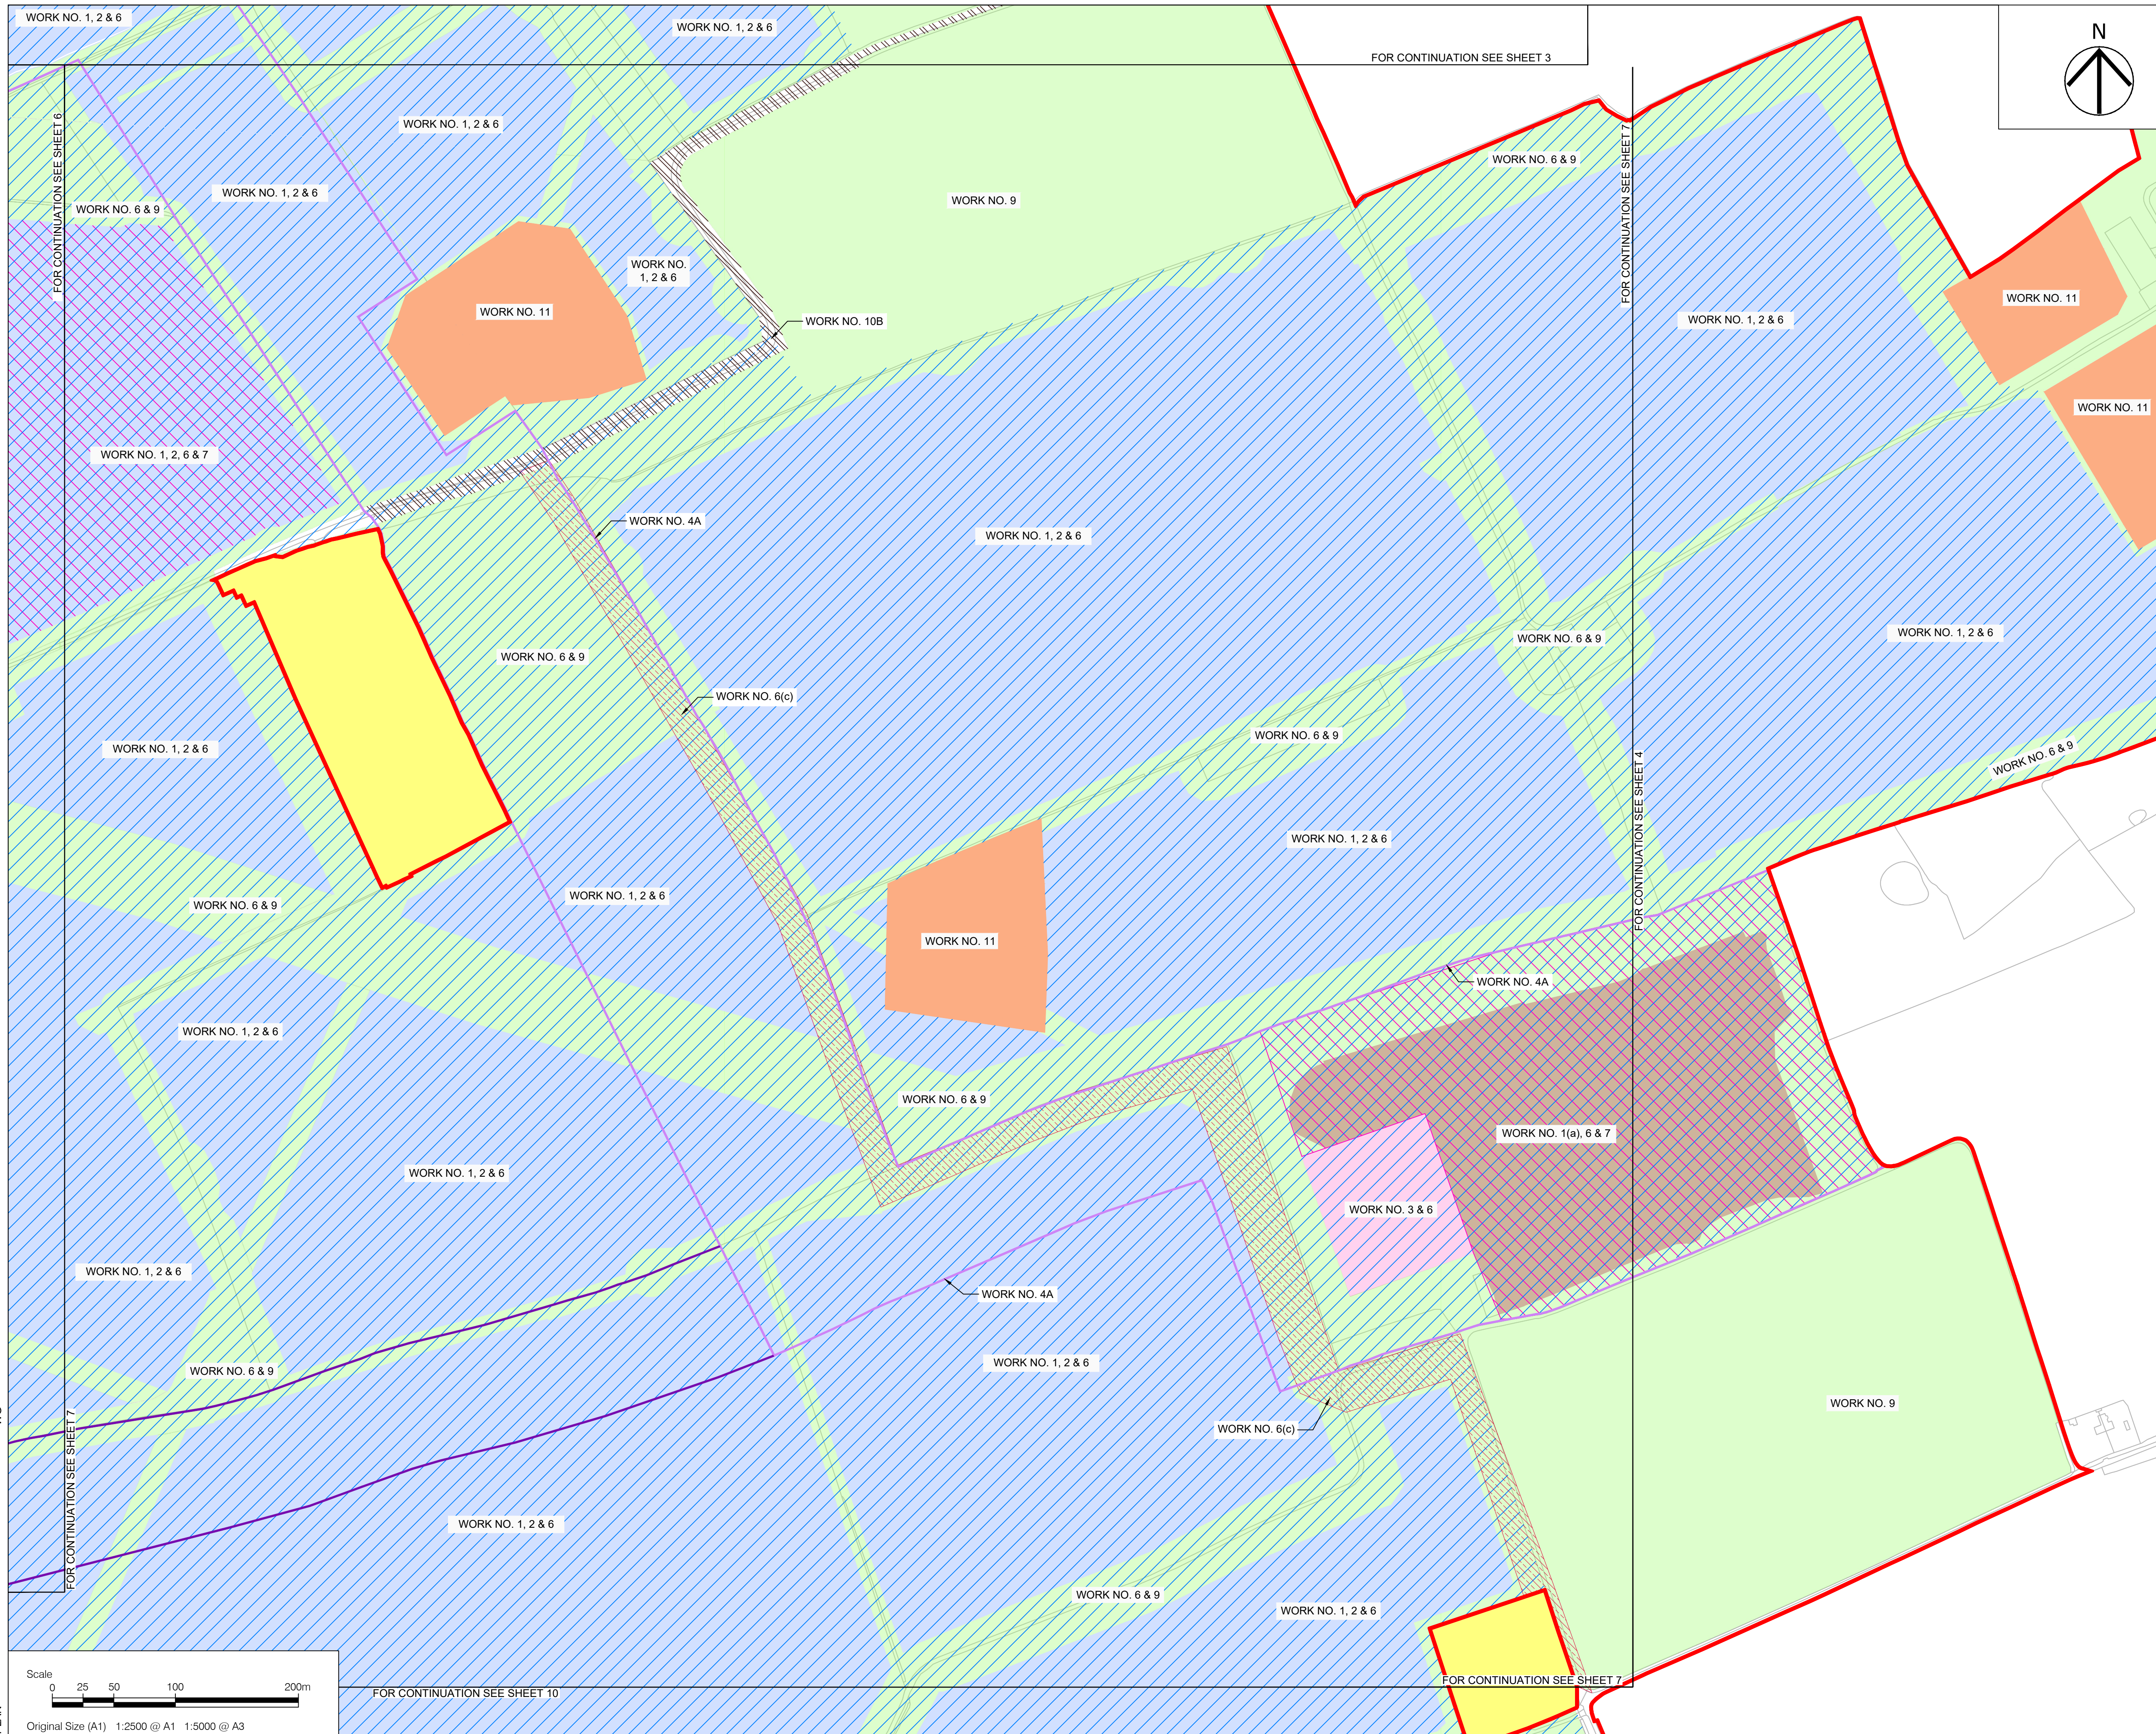 WORK NO. 1, 2 & 6
WORK NO. 1, 2 & 6
N
FOR CONTINUATION SEE SHEET 3
FOR CONTINUATION SEE SHEET 6
WORK NO. 1, 2 & 6
FOR CONTINUATION SEE SHEET 7
WORK NO. 6 & 9
WORK NO. 1, 2 & 6
WORK NO. 9
WORK NO. 6 & 9
WORK NO.
1, 2 & 6
WORK NO. 11
WORK NO. 11
WORK NO. 10B
WORK NO. 1, 2 & 6
WORK NO. 11
WORK NO. 1, 2, 6 & 7
WORK NO. 4A
WORK NO. 1, 2 & 6
WORK NO. 1, 2 & 6
WORK NO. 6 & 9
WORK NO. 6 & 9
WORK NO. 6(c)
WORK NO. 6 & 9
WORK NO. 1, 2 & 6
WORK NO. 6 & 9
FOR CONTINUATION SEE SHEET 4
WORK NO. 1, 2 & 6
WORK NO. 1, 2 & 6
WORK NO. 6 & 9
WORK NO. 11
WORK NO. 4A
WORK NO. 1, 2 & 6
WORK NO. 6 & 9
WORK NO. 1(a), 6 & 7
WORK NO. 1, 2 & 6
WORK NO. 3 & 6
WORK NO. 1, 2 & 6
WORK NO. 4A
WORK NO. 1, 2 & 6
WORK NO. 6 & 9
WORK NO. 9
WORK NO. 6(c)
FOR CONTINUATION SEE SHEET 7
WORK NO. 1, 2 & 6
WORK NO. 6 & 9
WORK NO. 1, 2 & 6
Scale
0 25 50 100 200m
Original Size (A1) 1:2500 @ A1 1:5000 @ A3
FOR CONTINUATION SEE SHEET 10
FOR CONTINUATION SEE SHEET 7